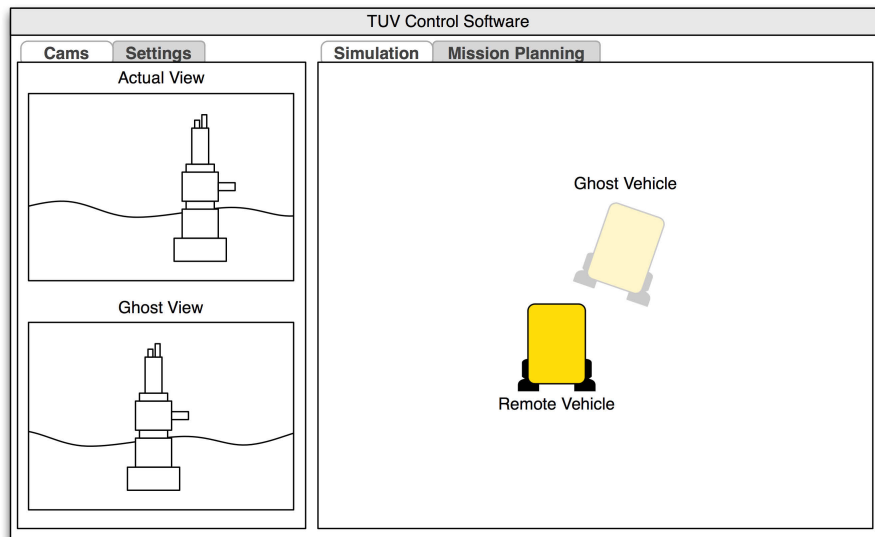 TUV Control Software
Cams
Settings
Actual View
Ghost View
Simulation
Mission Planning
Ghost Vehicle
Remote Vehicle